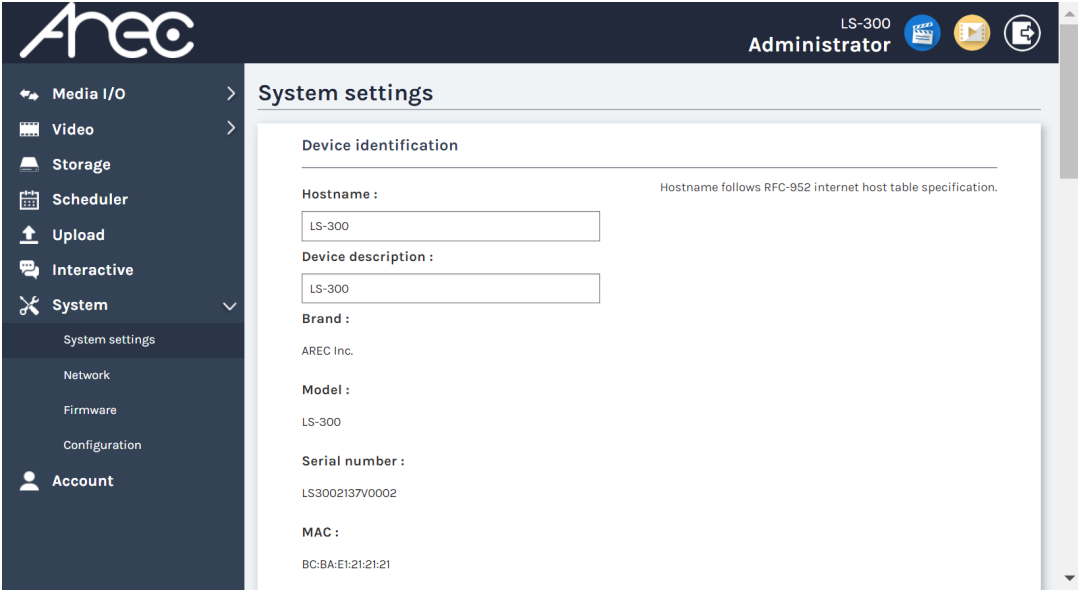 Arec
LS-300
Administrator
Media I/O
Video
Storage
Scheduler
Upload
Interactive
System
System settings
Network
Firmware
Configuration
Account
System settings
Device identification
Hostname :
Hostname follows RFC-952 internet host table specification.
LS-300
Device description :
LS-300
Brand :
AREC Inc.
Model :
LS-300
Serial number :
LS3002137V0002
MAC :
BC:BA:E1:21:21:21